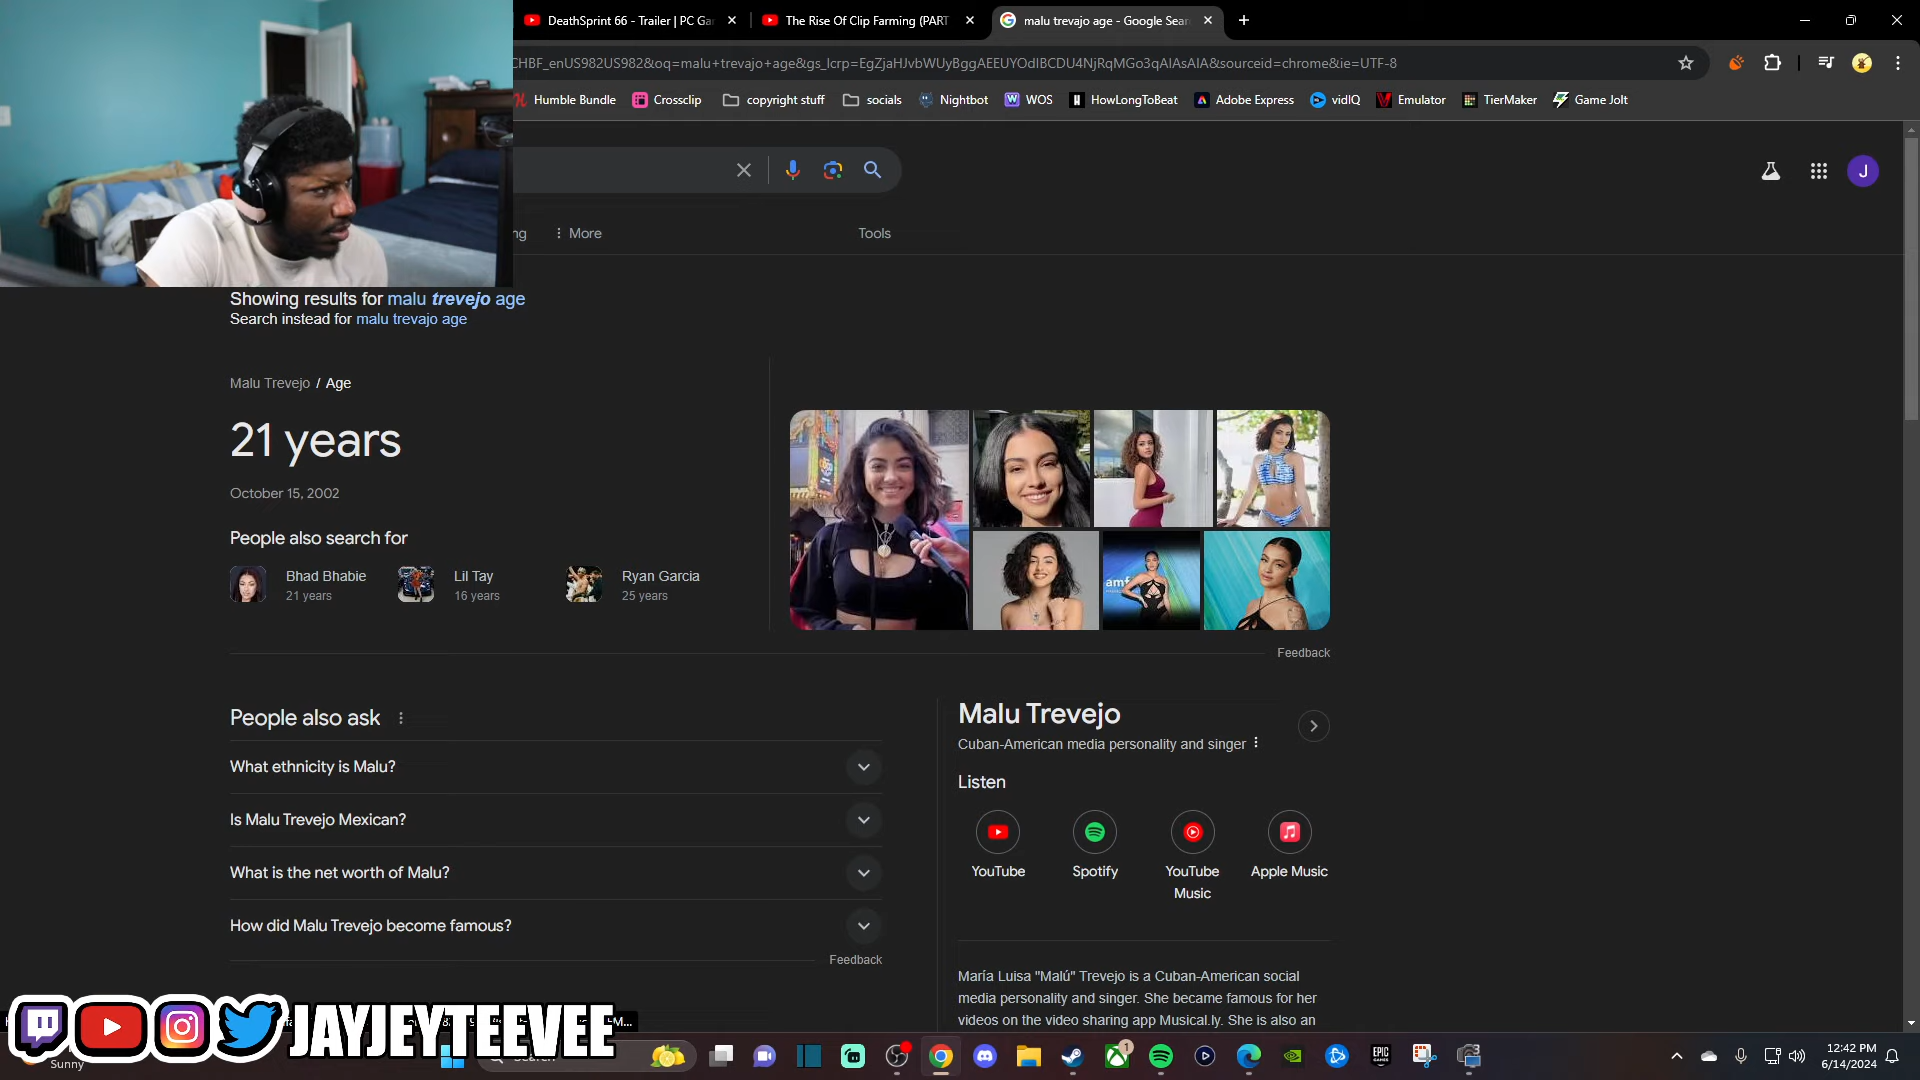 DeathSprint 66 - Trailer | PC Ga
The Rise Of Clip Farming (PART
malu trevajo age - Google Sear
CHBF_enUS982US982&oq=malu+trevajo+age&gs_lcrp=EgZjaHJvbWUyBggAEEUYOdIBCDU4NjRqMGo3qAIAsAIA&sourceid=chrome&ie=UTF-8
Humble Bundle
Crossclip
copyright stuff
socials
Nightbot
WOS
HowLongToBeat
Adobe Express
vidIQ
Emulator
TierMaker
Game Jolt
J
ng
More
Tools
Showing results for malu trevejo age
Search instead for malu trevajo age
Malu Trevejo / Age
21 years
October 15, 2002
People also search for
Bhad Bhabie
21 years
Lil Tay
16 years
Ryan Garcia
25 years
amf
Feedback
People also ask
What ethnicity is Malu?
Is Malu Trevejo Mexican?
What is the net worth of Malu?
How did Malu Trevejo become famous?
Feedback
Malu Trevejo
Cuban-American media personality and singer
Listen
YouTube
Spotify
YouTube Music
Apple Music
María Luisa "Malú" Trevejo is a Cuban-American social
media personality and singer. She became famous for her
videos on the video sharing app Musical.ly. She is also an
JAYJEYTEEVEE
Sunny
EPIC
GAMES
1
12:42 PM
6/14/2024